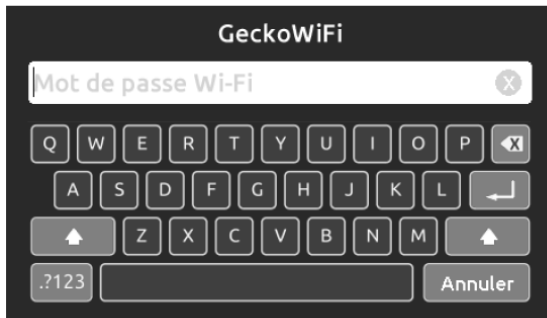 GeckoWiFi
Mot de passe Wi-Fi X
Q W E R T Y U I O P X
A S D F G H J K L
Z X C V B N M
.?123 Annuler